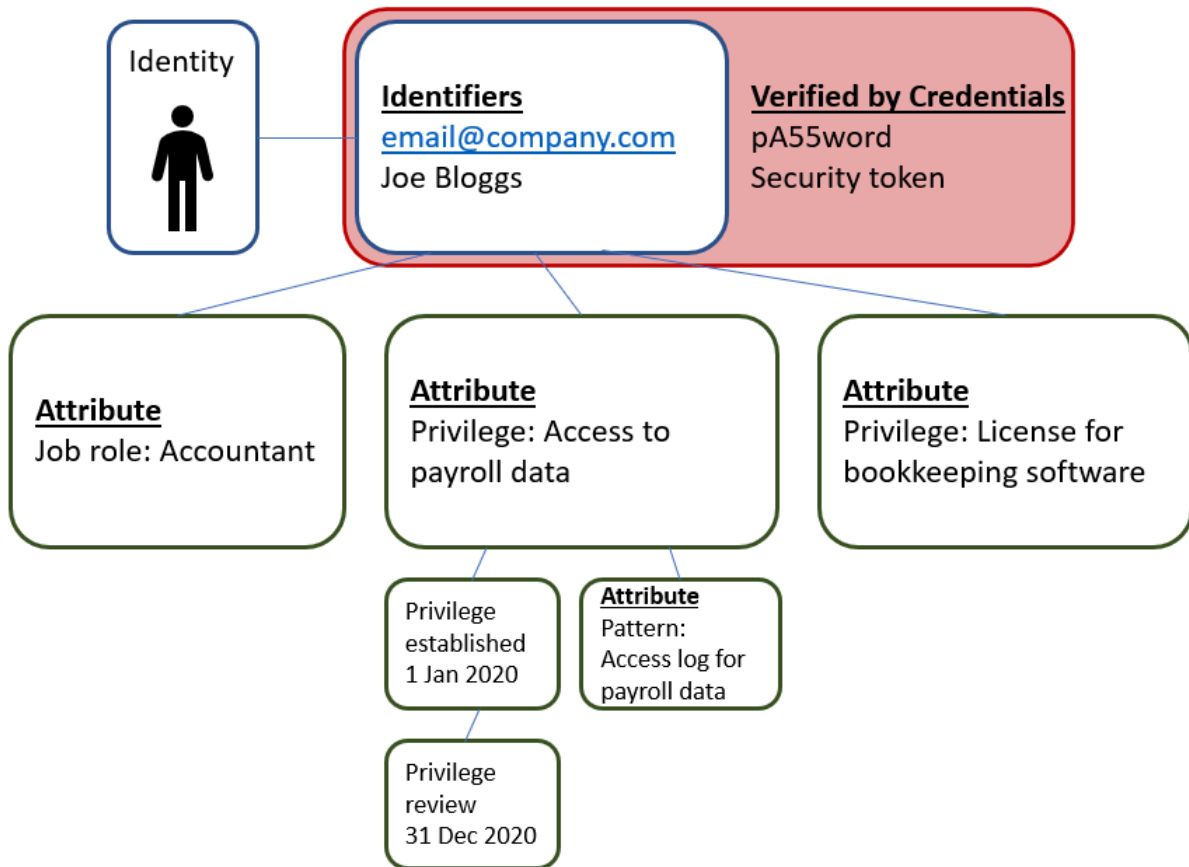 Identity
Identifiers
email@company.com
Joe Bloggs
Verified by Credentials
pA55word
Security token
Attribute
Job role: Accountant
Attribute
Privilege: Access to
payroll data
Attribute
Privilege: License for
bookkeeping software
Privilege
established
1 Jan 2020
Attribute
Pattern:
Access log for
payroll data
Privilege
review
31 Dec 2020